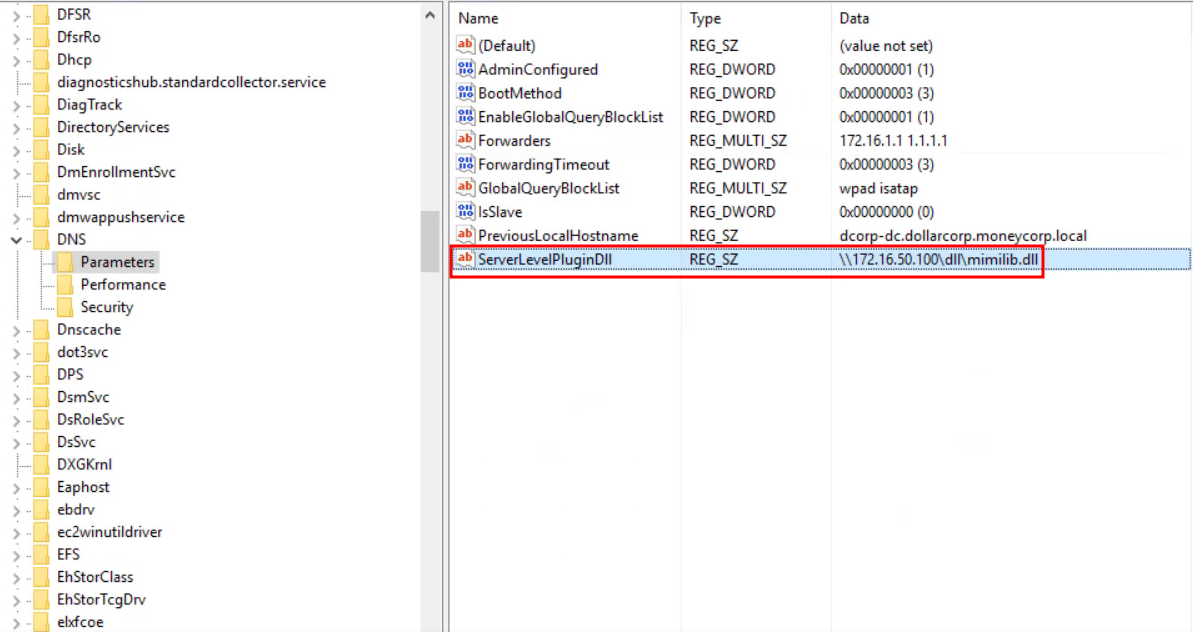 DFSR
DfsrRo
Dhcp
diagnosticshub.standardcollector.service
DiagTrack
DirectoryServices
Disk
DmEnrollmentSvc
dmvsc
dmwappushservice
DNS
Parameters
Performance
Security
Dnscache
dot3svc
DPS
DsmSvc
DsRoleSvc
DsSvc
DXGKrnl
Eaphost
ebdrv
ec2winutildriver
EFS
EhStorClass
EhStorTcgDrv
elxfcoe
Name Type Data
(Default) REG_SZ (value not set)
AdminConfigured REG_DWORD 0x00000001 (1)
BootMethod REG_DWORD 0x00000003 (3)
EnableGlobalQueryBlockList REG_DWORD 0x00000001 (1)
Forwarders REG_MULTI_SZ 172.16.1.1 1.1.1.1
ForwardingTimeout REG_DWORD 0x00000003 (3)
GlobalQueryBlockList REG_MULTI_SZ wpad isatap
IsSlave REG_DWORD 0x00000000 (0)
PreviousLocalHostname REG_SZ dcorp-dc.dollarcorp.moneycorp.local
ServerLevelPluginDll REG_SZ \\172.16.50.100\dll\mimilib.dll